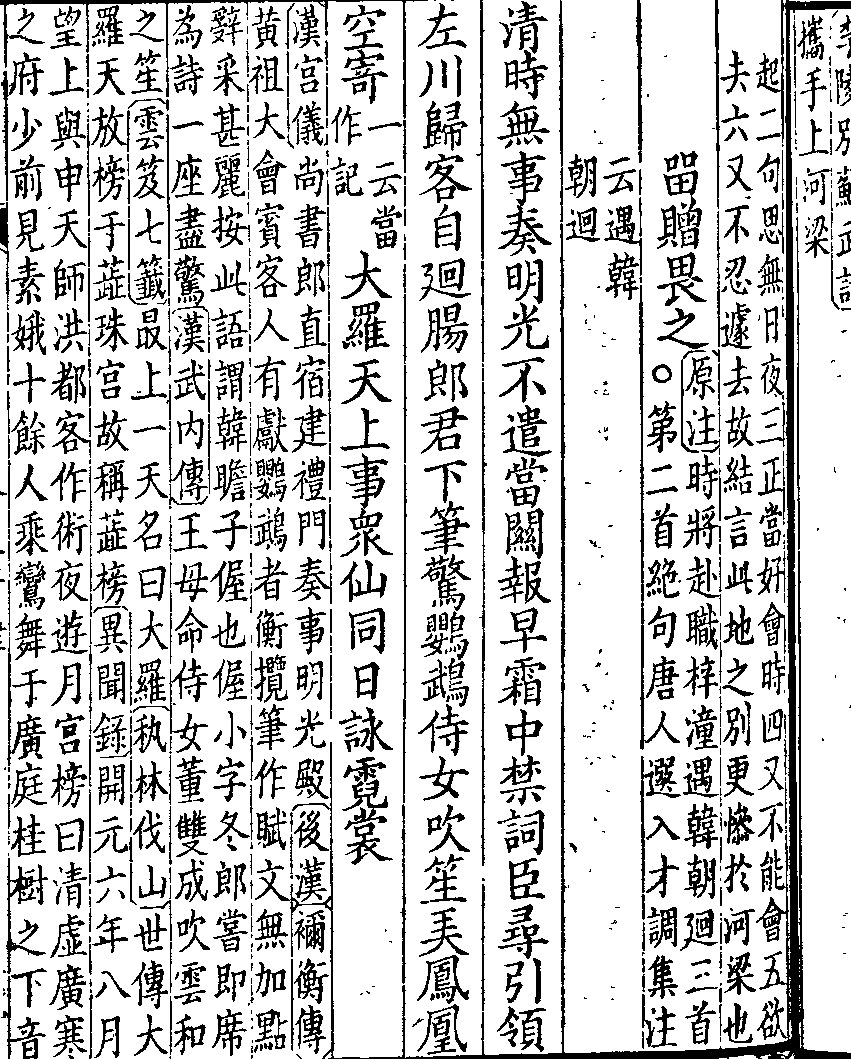 李陵別蘇武詩
攜手上河梁
起二句思無日夜三正當好會時四又不能會五欲
去六又不忍遽去故結言此地之別更慘於河梁也
留贈畏之
原注時將赴職梓潼遇韓朝迴三首
○第二首絶句唐人選入才調集注
云遇韓
朝迴
清時無事奏明光不遣當關報早霜中禁詞臣尋引領
左川歸客自迴腸郎君下筆驚鸚鵡侍女吹笙弄鳳凰
空寄
一云當
作記
大羅天上事衆仙同日詠霓裳
漢宮儀尚書郎直宿建禮門奏事明光殿後漢禰衡傳
黄祖大會賓客人有獻鸚鵡者衡攬筆作賦文無加點
辭采甚麗按此語謂韓瞻子偓也偓小字冬郎嘗即席
為詩一座盡驚漢武内傳王母命侍女董雙成吹雲和
之笙雲笈七籤最上一天名曰大羅秇林伐山世傳大
羅天放榜于蕋珠宮故稱蕋榜異聞錄開元六年八月
望上與申天師洪都客作術夜遊月宮榜曰清虛廣寒
之府少前見素娥十餘人乘鸞舞于廣庭桂樹之下音